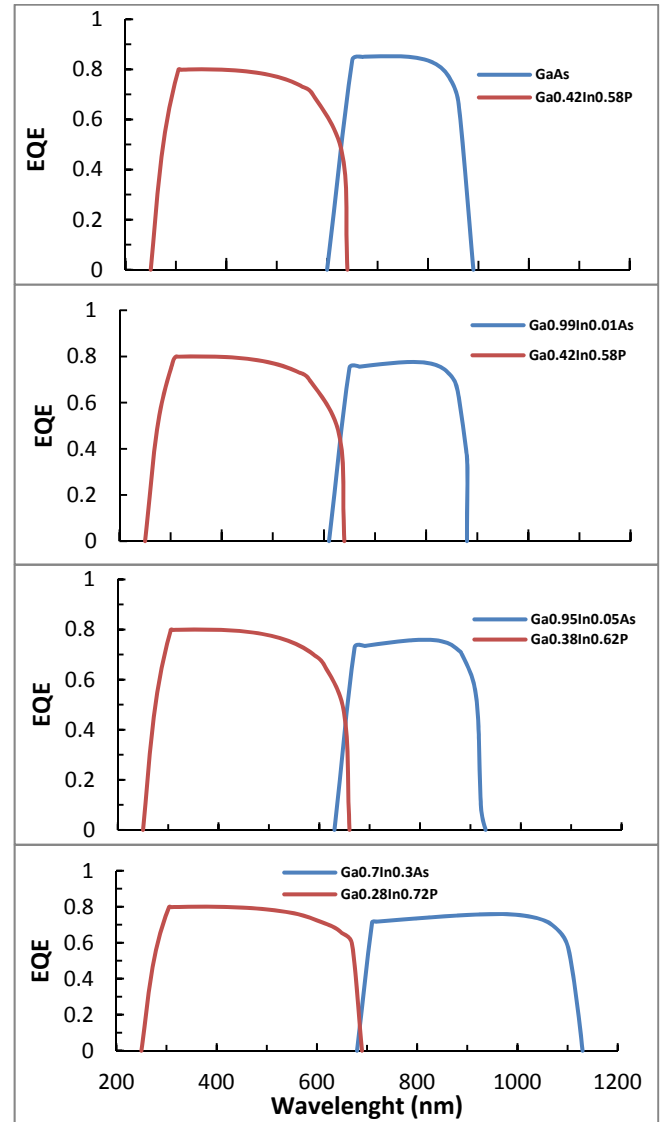 1
0.8
0.6
0.4
0.2
0
EQE
GaAs
Ga0.42In0.58P
1
0.8
0.6
0.4
0.2
0
EQE
Ga0.99In0.01As
Ga0.42In0.58P
1
0.8
0.6
0.4
0.2
0
EQE
Ga0.95In0.05As
Ga0.38In0.62P
1
0.8
0.6
0.4
0.2
0
EQE
Ga0.7In0.3As
Ga0.28In0.72P
200 400 600 800 1000 1200
Wavelenght (nm)